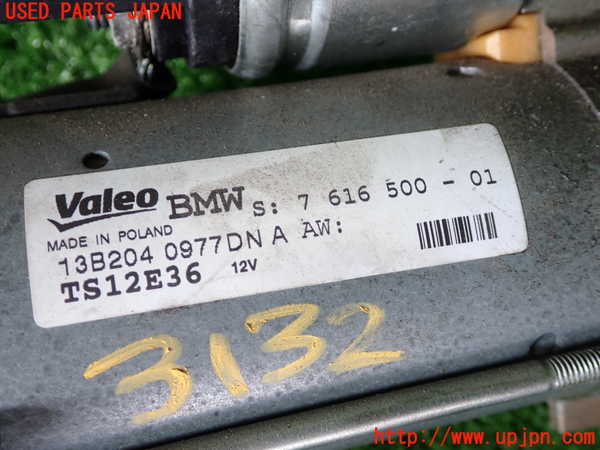 USED PARTS JAPAN
Valeo BMW S: 7 616 500 - 01
MADE IN POLAND
13B204 0977DN A AW:
TS12E36 12V
3132
http://www.upjpn.com/